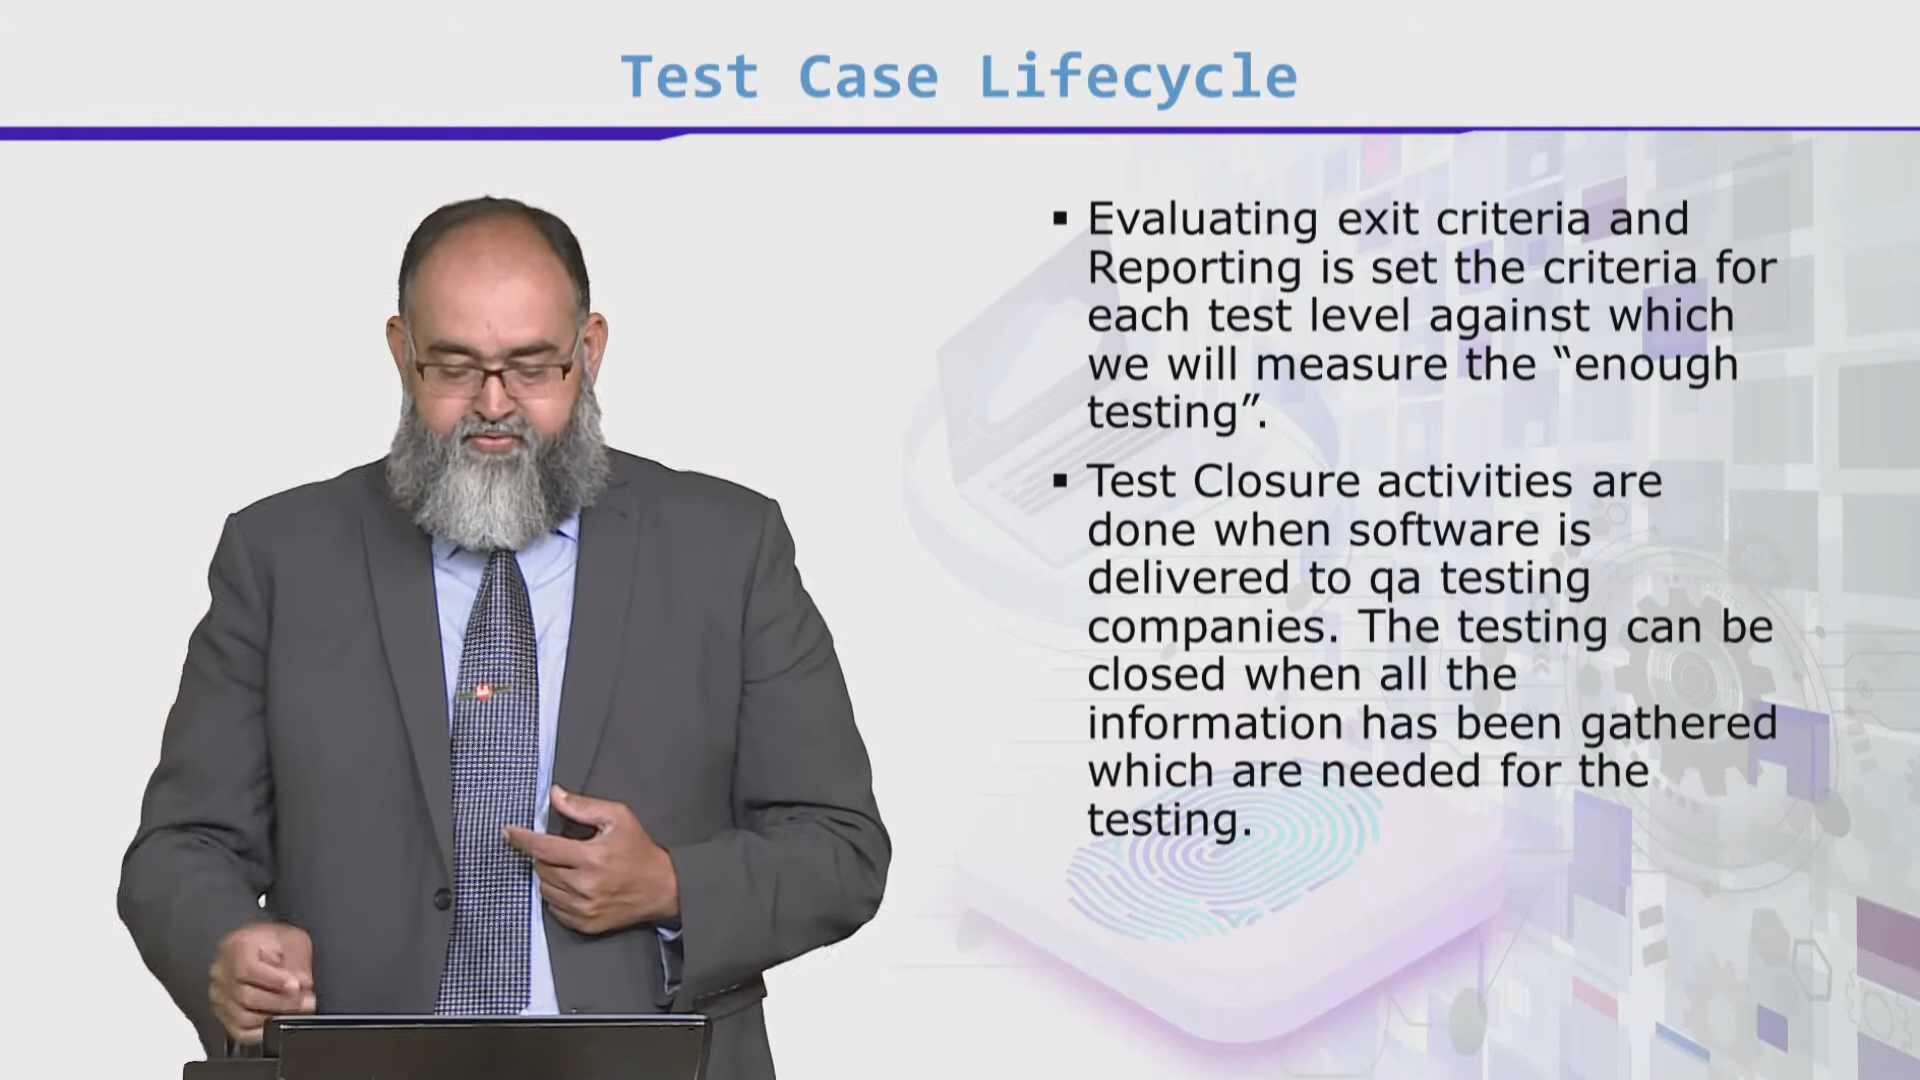 Test Case Lifecycle
▪ Evaluating exit criteria and
Reporting is set the criteria for
each test level against which
we will measure the “enough
testing”.
▪ Test Closure activities are
done when software is
delivered to qa testing
companies. The testing can be
closed when all the
information has been gathered
which are needed for the
testing.